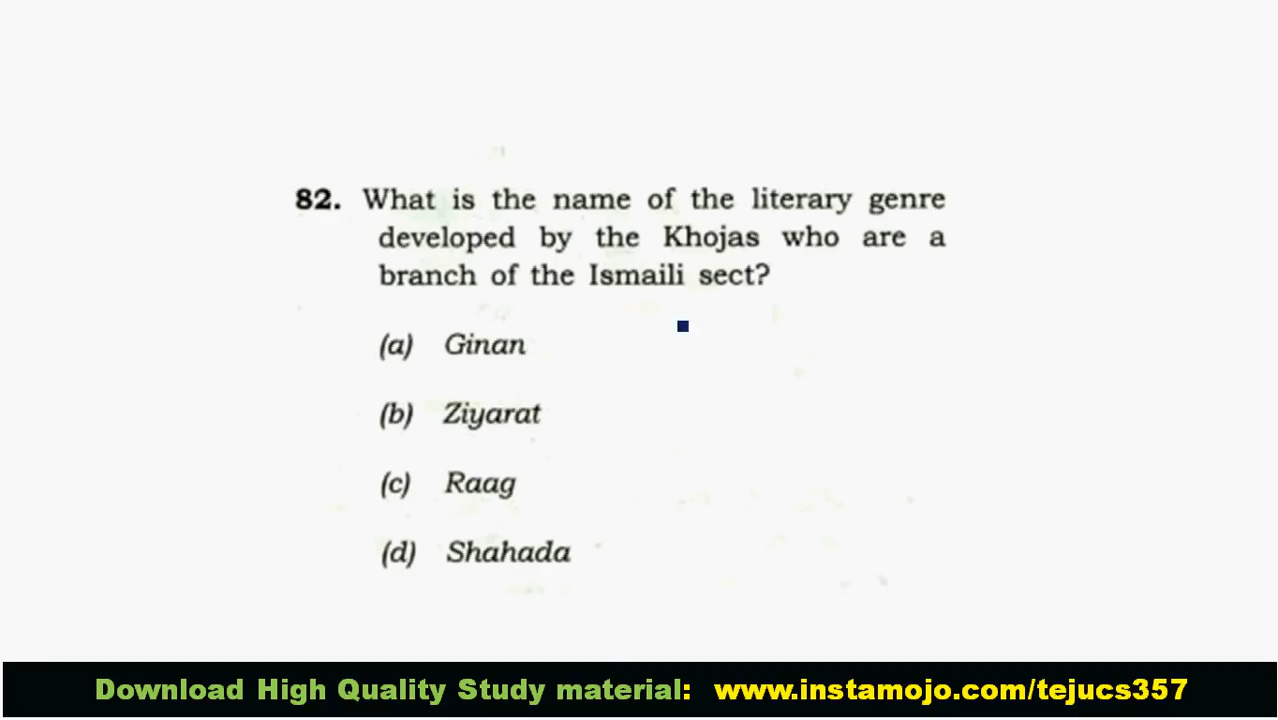 82. What is the name of the literary genre
developed by the Khojas who are a
branch of the Ismaili sect?
(a) Ginan
(b) Ziyarat
(c) Raag
(d) Shahada
Download High Quality Study material: www.instamojo.com/tejucs357